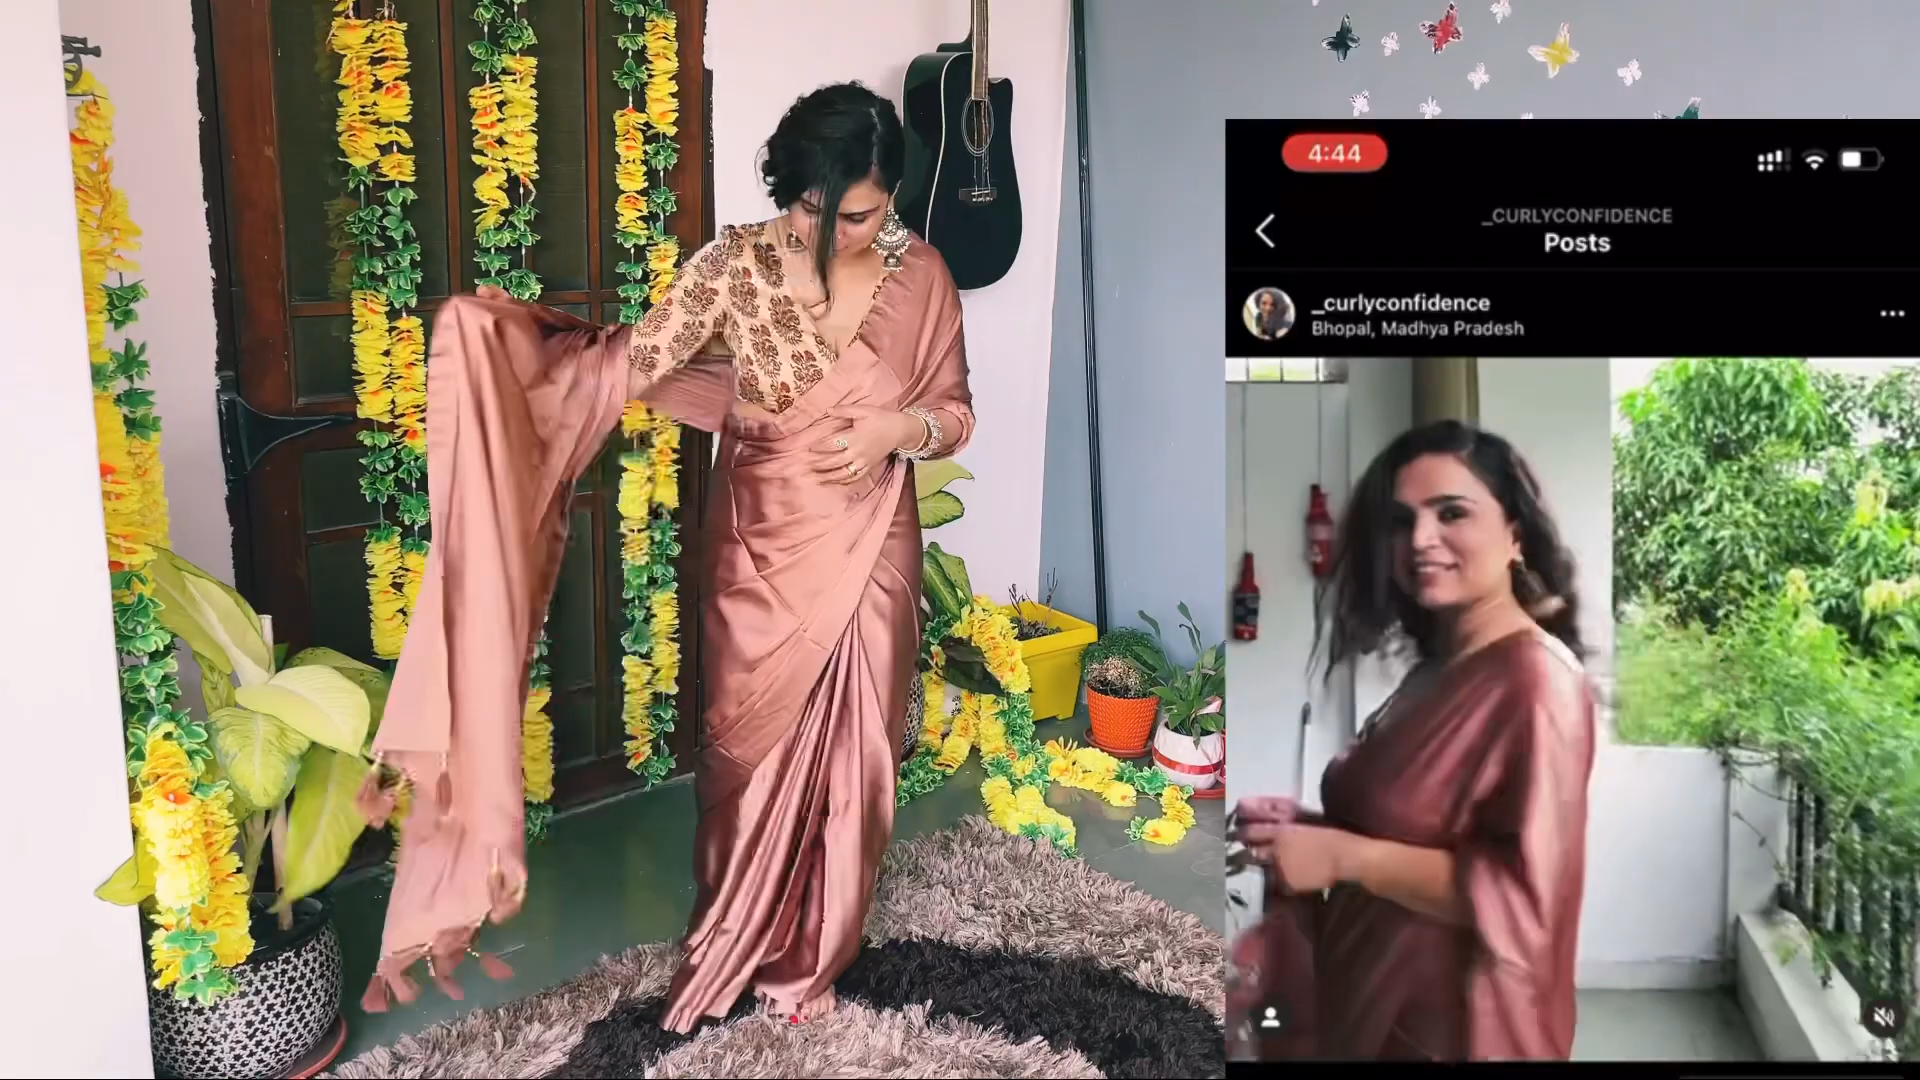 4:44
_CURLYCONFIDENCE
Posts
_curlyconfidence
Bhopal, Madhya Pradesh